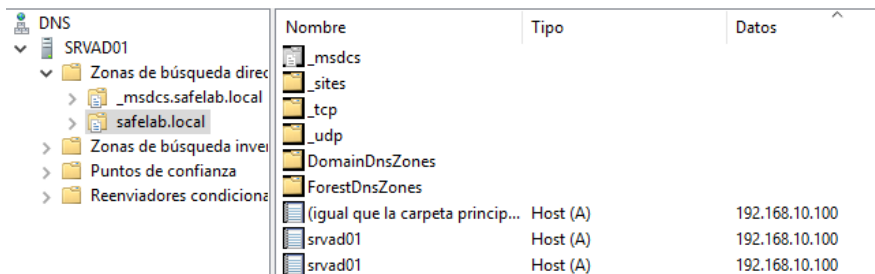 DNS
SRVAD01
Zonas de búsqueda direc
_msdcs.safelab.local
safelab.local
Zonas de búsqueda inver
Puntos de confianza
Reenviadores condiciona
Nombre Tipo Datos
_msdcs
_sites
_tcp
_udp
DomainDnsZones
ForestDnsZones
(igual que la carpeta princip... Host (A) 192.168.10.100
srvad01 Host (A) 192.168.10.100
srvad01 Host (A) 192.168.10.100